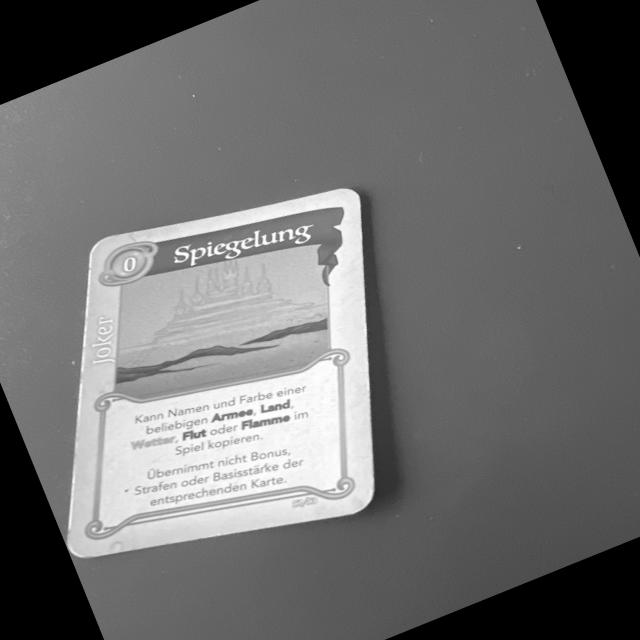 0
Spiegelung
Joker
Kann Namen und Farbe einer
beliebigen Armee, Land,
Wetter, Flut oder Flamme im
Spiel kopieren.
Übernimmt nicht Bonus,
Strafen oder Basisstärke der
entsprechenden Karte.